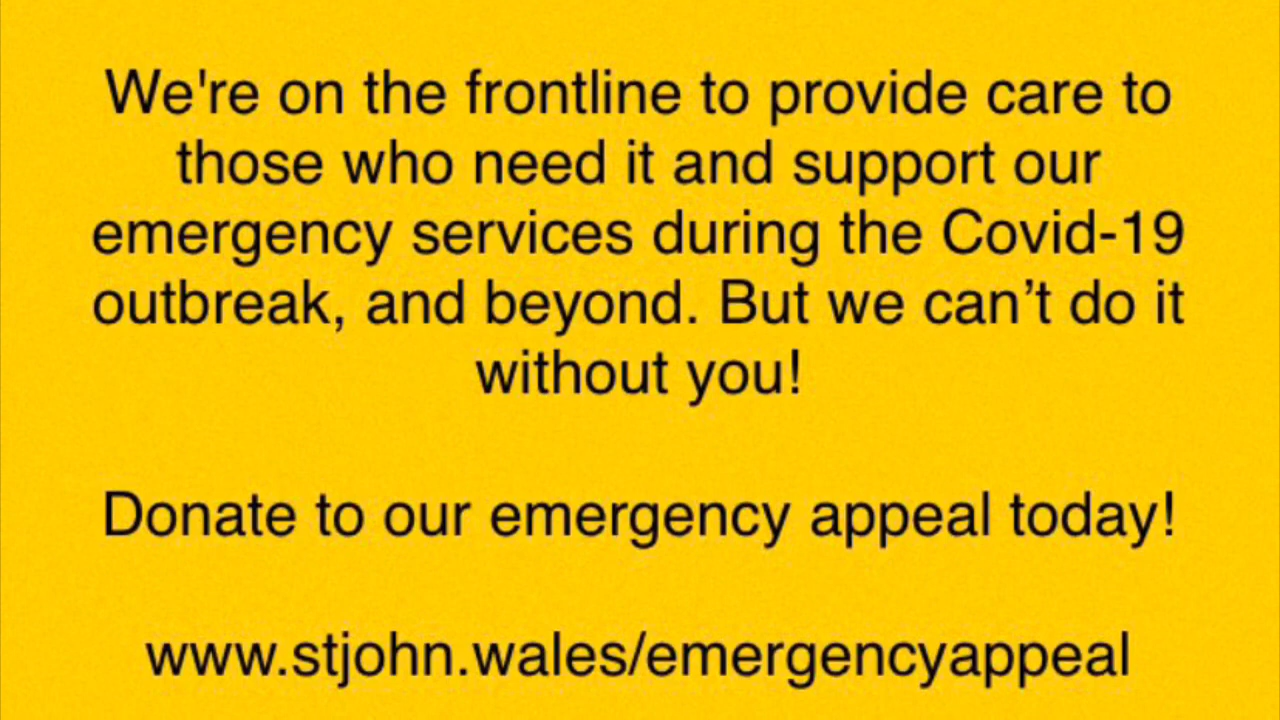 We're on the frontline to provide care to
those who need it and support our
emergency services during the Covid-19
outbreak, and beyond. But we can’t do it
without you!
Donate to our emergency appeal today!
www.stjohn.wales/emergencyappeal